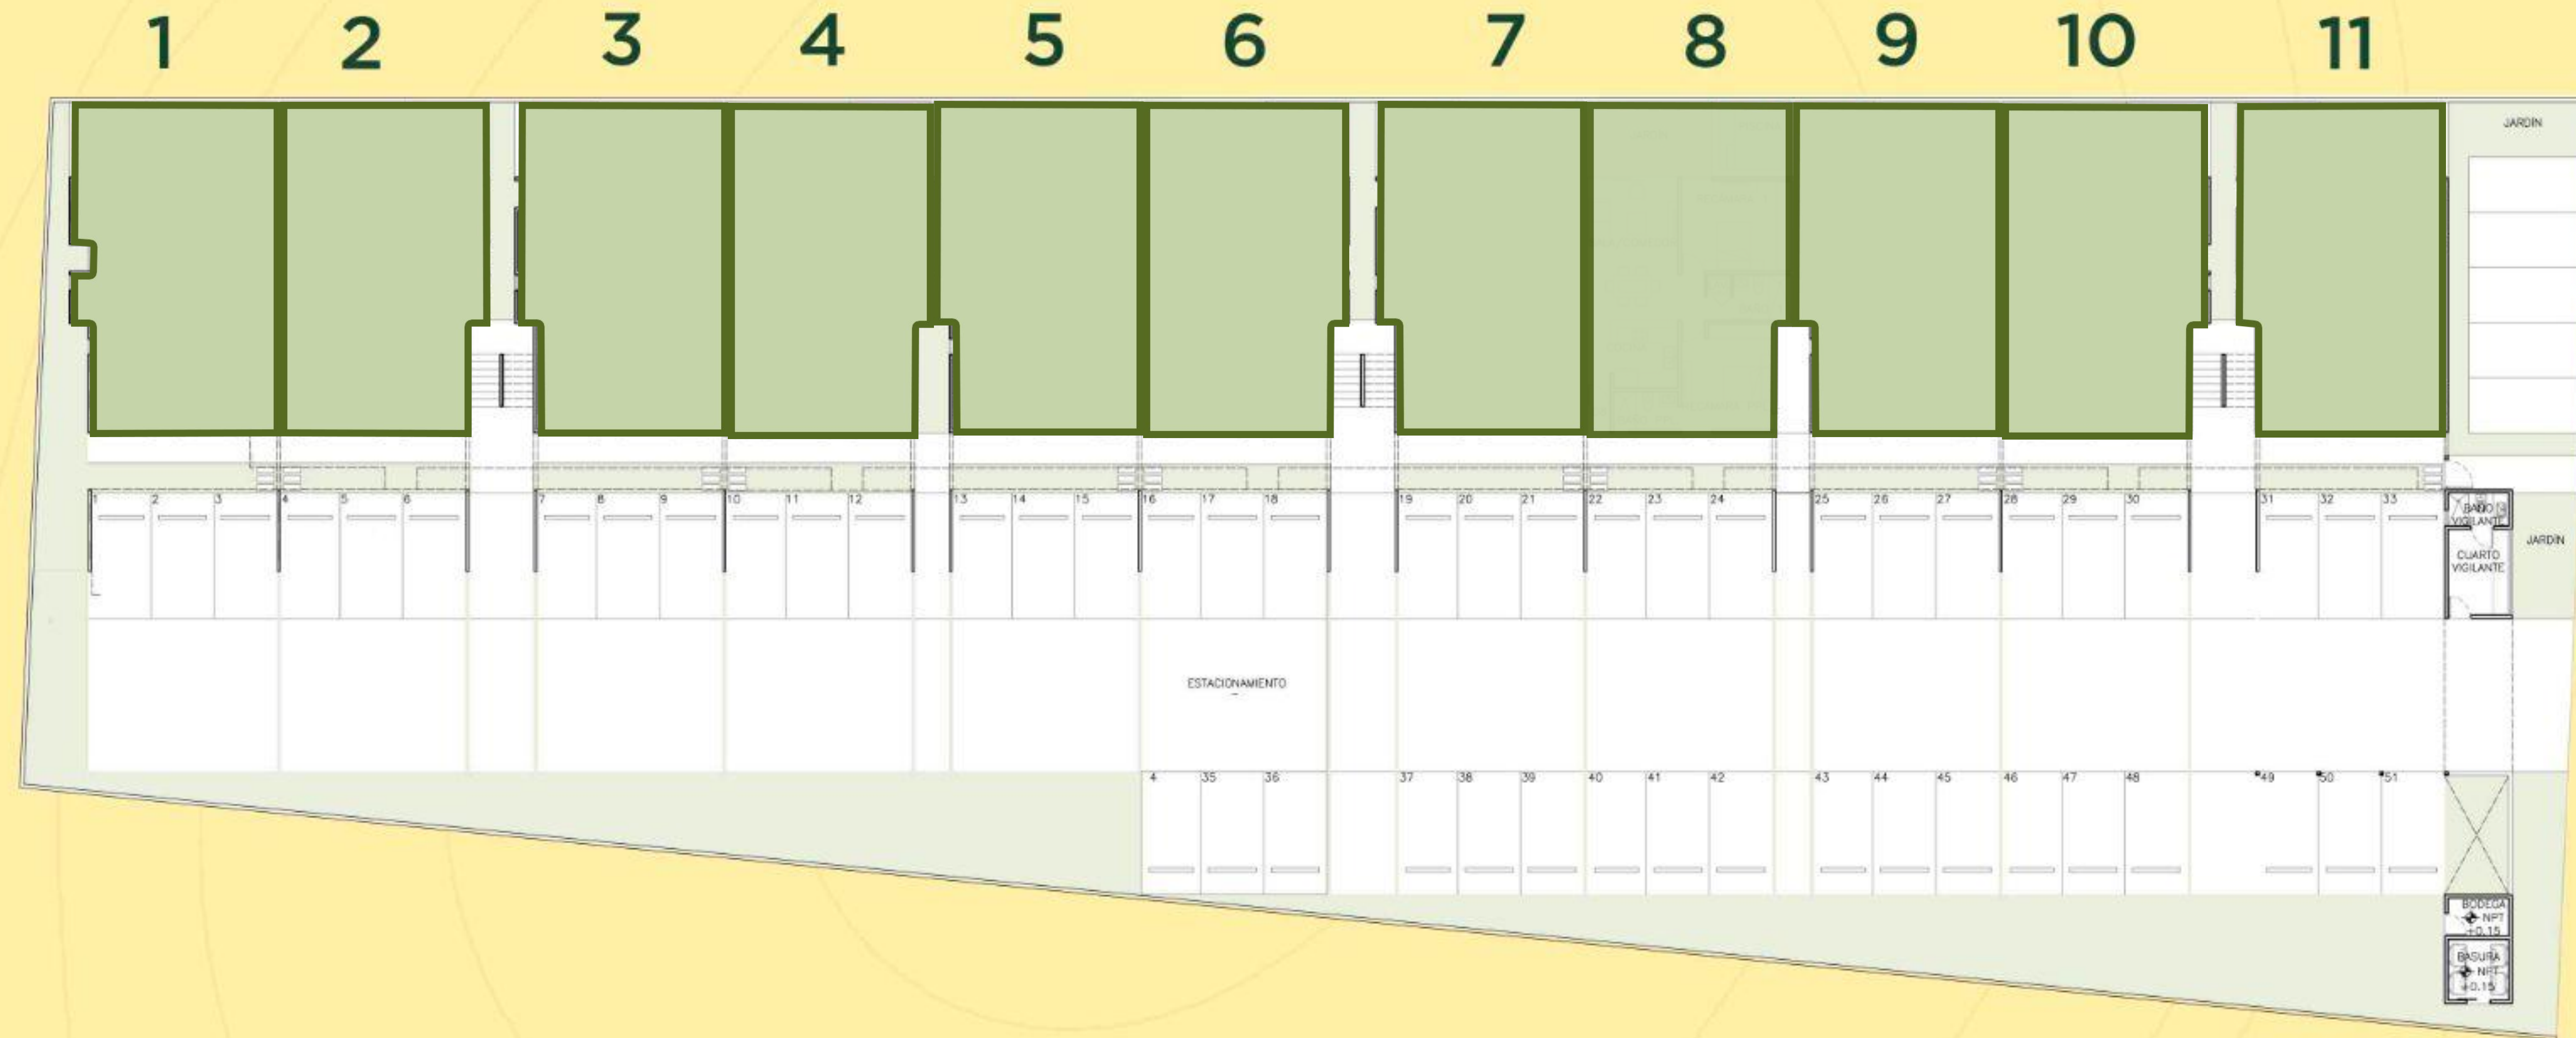 1 2 3 4 5 6 7 8 9 10 11
JARDIN
1 2 3 4 5 6 7 8 9 10 11 12 13 14 15 16 17 18 19 20 21 22 23 24 25 26 27 28 29 30 31 32 33
BAÑO
VIGILANTE
CUARTO
VIGILANTE
JARDÍN
ESTACIONAMIENTO
4 35 36 37 38 39 40 41 42 43 44 45 46 47 48 49 50 51
BODEGA
NPT
+0.15
BASURA
NPT
+0.15